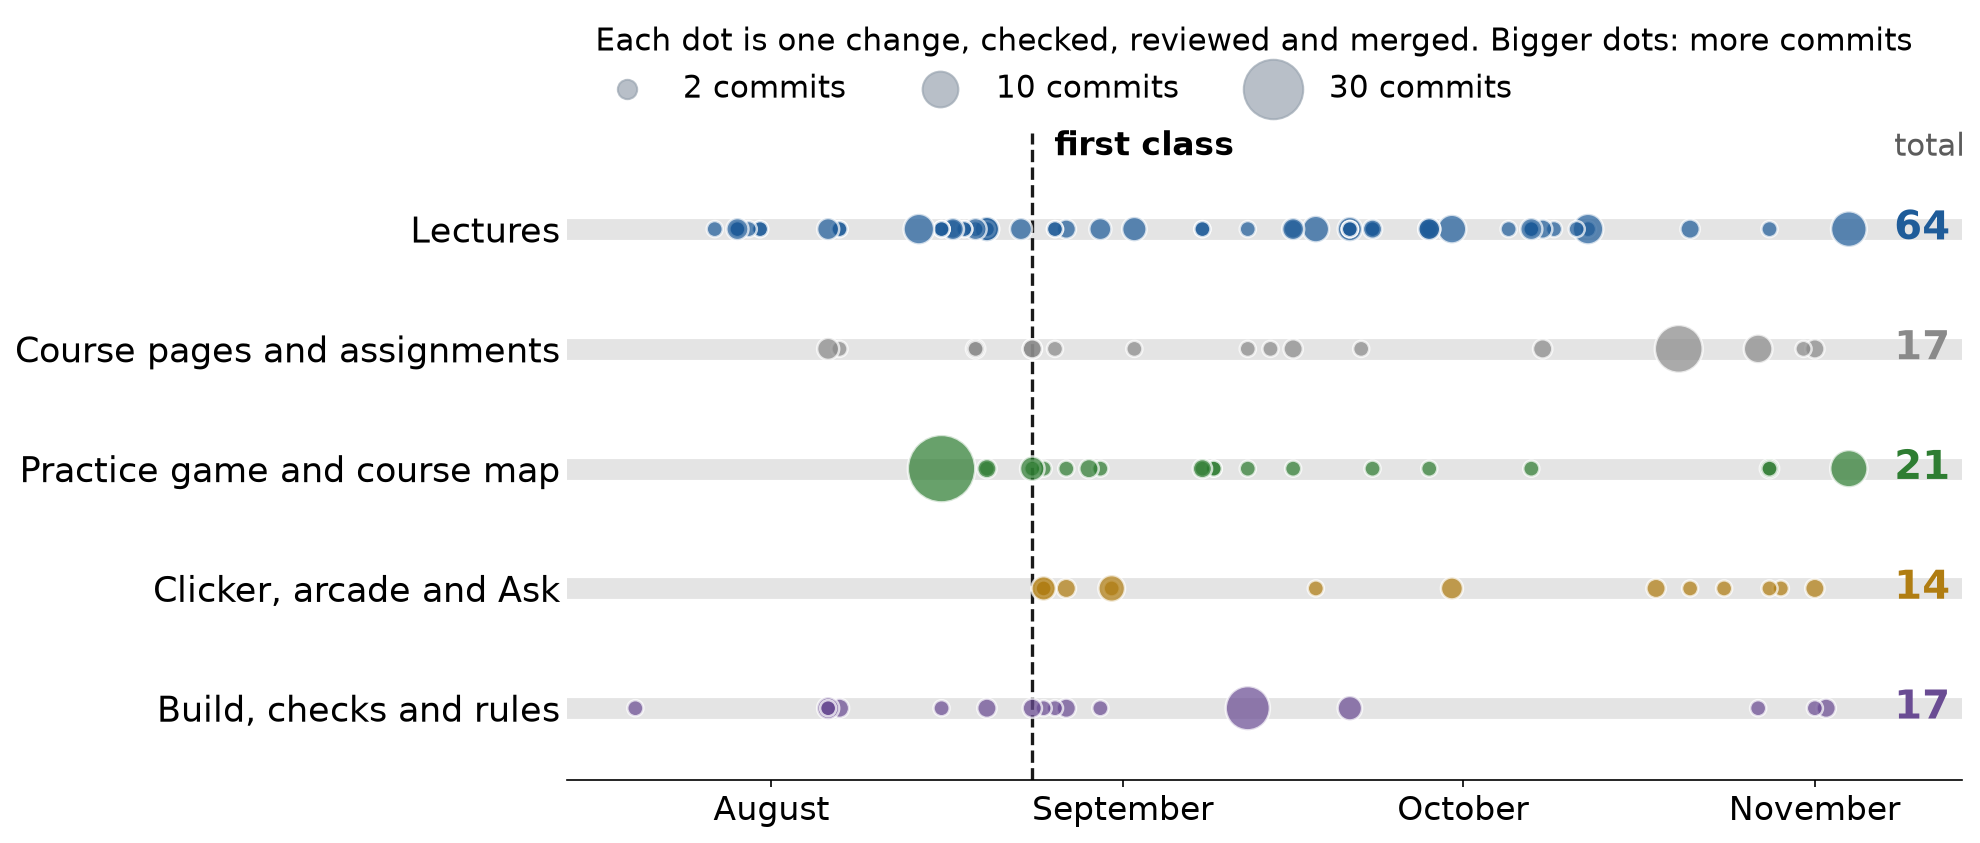 Each dot is one change, checked, reviewed and merged. Bigger dots: more commits
2 commits 10 commits 30 commits
first class total
Lectures 64
Course pages and assignments 17
Practice game and course map 21
Clicker, arcade and Ask 14
Build, checks and rules 17
August September October November